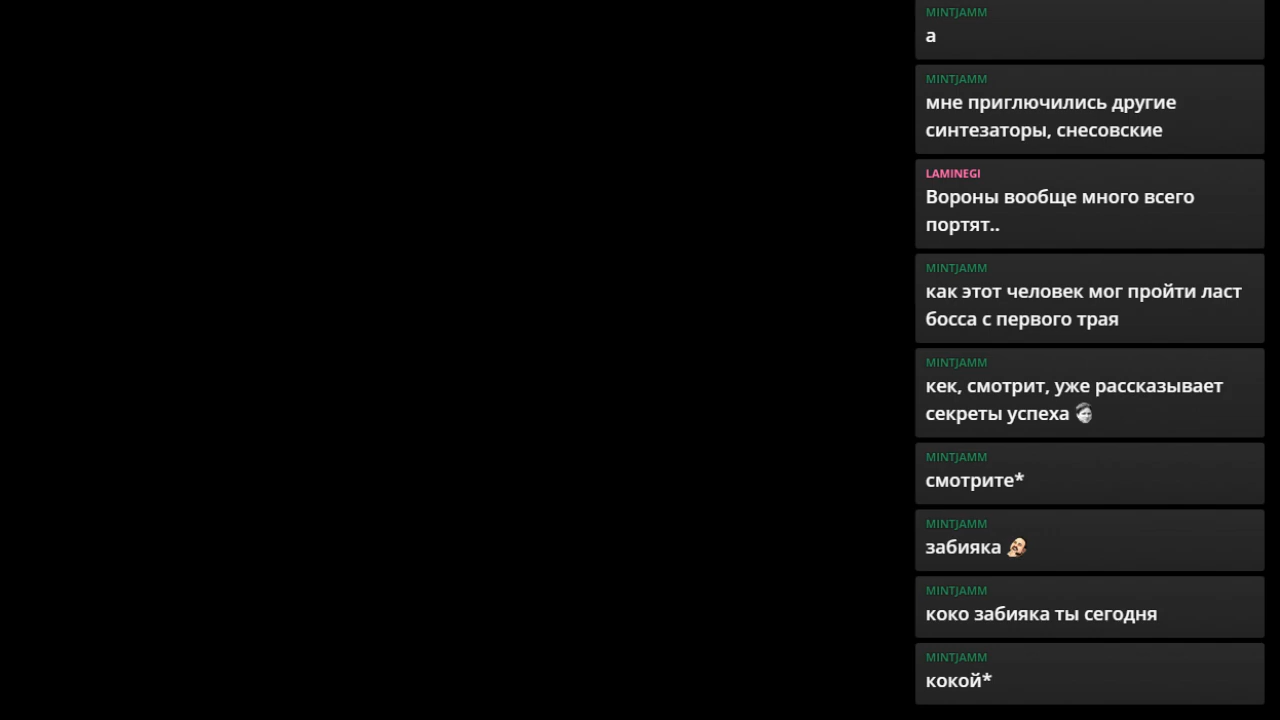 MINTJAMM
а
MINTJAMM
мне приглючились другие
синтезаторы, снесовские
LAMINEGI
Вороны вообще много всего
портят..
MINTJAMM
как этот человек мог пройти ласт
босса с первого трая
MINTJAMM
кек, смотрит, уже рассказывает
секреты успеха
MINTJAMM
смотрите*
MINTJAMM
забияка
MINTJAMM
коко забияка ты сегодня
MINTJAMM
кокой*